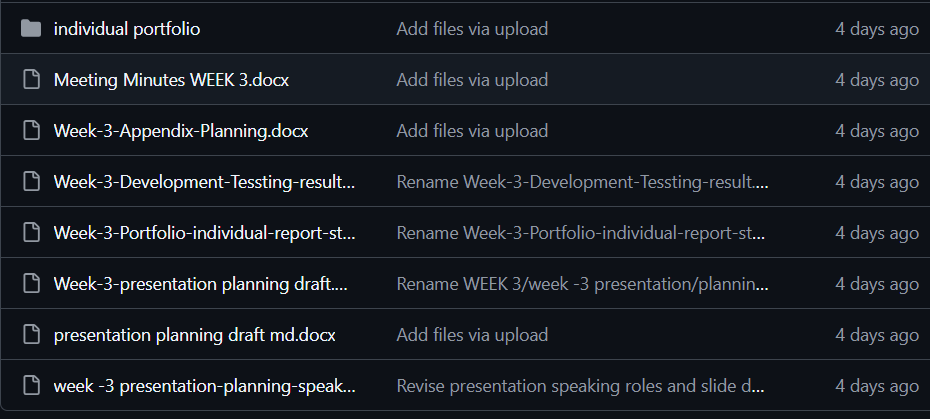 individual portfolio Add files via upload 4 days ago
Meeting Minutes WEEK 3.docx Add files via upload 4 days ago
Week-3-Appendix-Planning.docx Add files via upload 4 days ago
Week-3-Development-Tessting-result... Rename Week-3-Development-Tessting-result.... 4 days ago
Week-3-Portfolio-individual-report-st... Rename Week-3-Portfolio-individual-report-st... 4 days ago
Week-3-presentation planning draft.... Rename WEEK 3/week -3 presentation/plannin... 4 days ago
presentation planning draft md.docx Add files via upload 4 days ago
week -3 presentation-planning-speak... Revise presentation speaking roles and slide d... 4 days ago